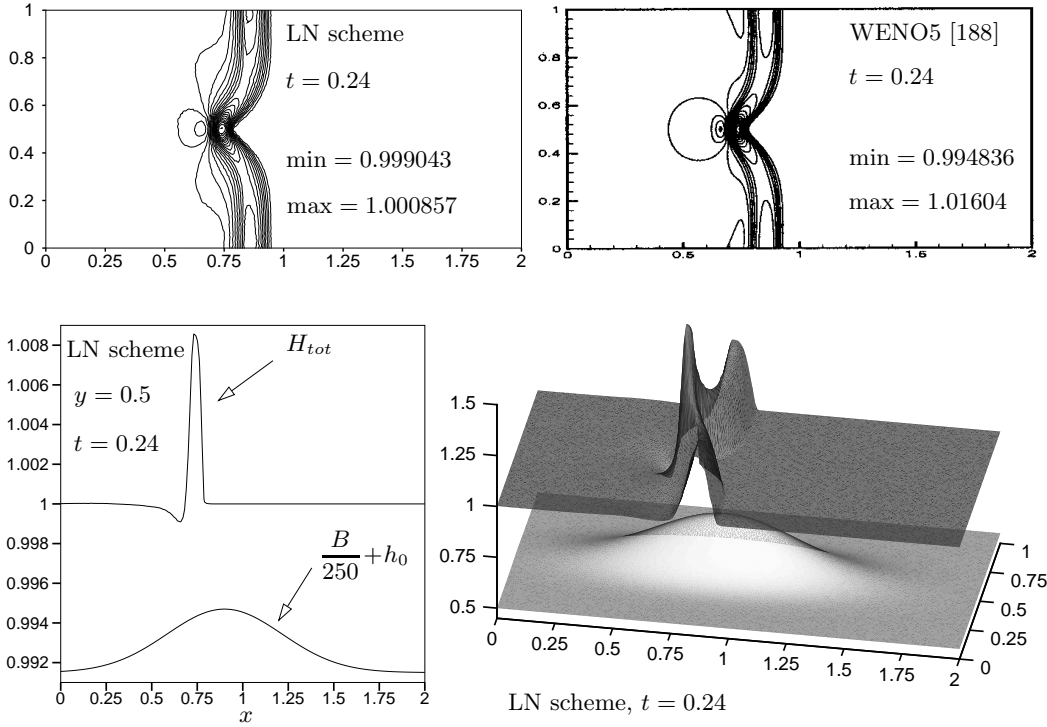 LN scheme
t = 0.24
min = 0.999043
max = 1.000857
1
0.8
0.6
0.4
0.2
0
0 0.25 0.5 0.75 1 1.25 1.5 1.75 2
WENO5 [188]
t = 0.24
min = 0.994836
max = 1.01604
1
0.8
0.6
0.4
0.2
0
0 0.5 1 1.5 2
LN scheme
y = 0.5
t = 0.24
H_tot
B/250 + h_0
1.008
1.006
1.004
1.002
1
0.998
0.996
0.994
0.992
0 0.25 0.5 0.75 1 1.25 1.5 1.75 2
x
1.5
1.25
1
0.75
0.5
0 0.25 0.5 0.75 1 1.25 1.5 1.75 2
1
0.75
0.5
0.25
0
LN scheme, t = 0.24